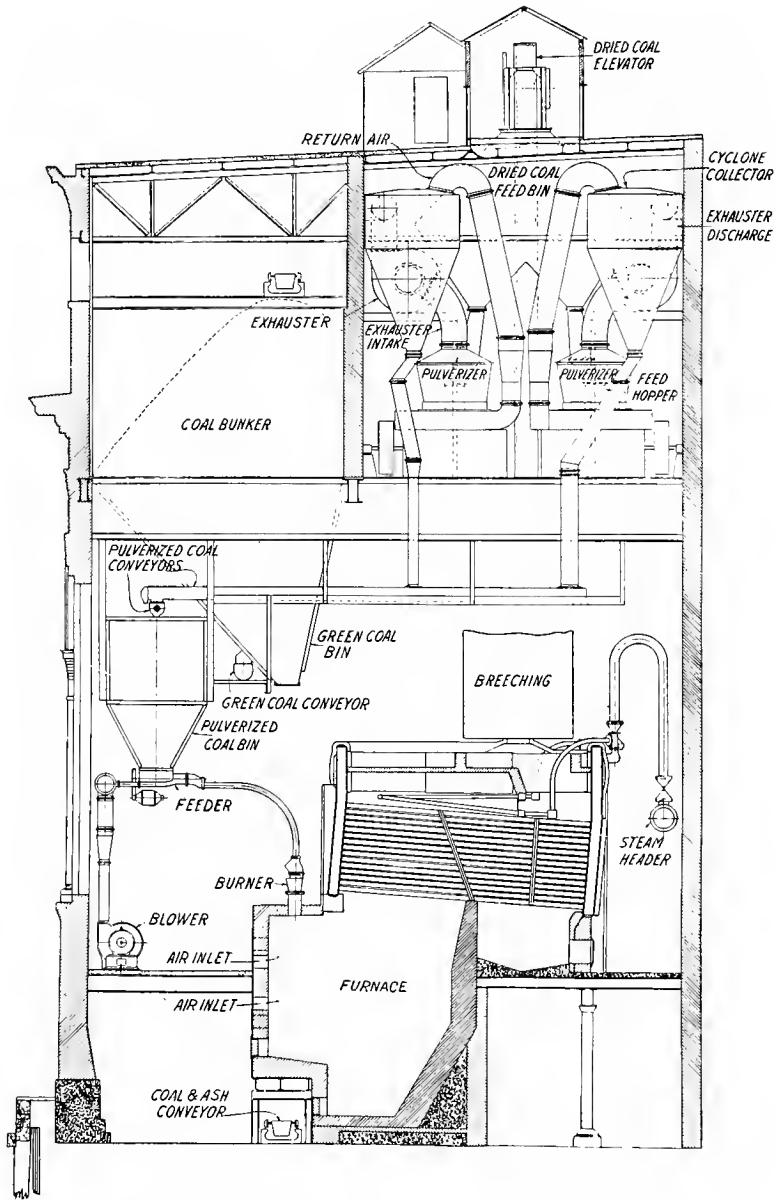 DRIED COAL
ELEVATOR
RETURN AIR
DRIED COAL
FEED BIN
CYCLONE
COLLECTOR
EXHAUSTER
DISCHARGE
EXHAUSTER
EXHAUSTER
INTAKE
PULVERIZER
PULVERIZER
FEED
HOPPER
COAL BUNKER
PULVERIZED COAL
CONVEYORS
GREEN COAL
BIN
BREECHING
GREEN COAL CONVEYOR
PULVERIZED
COAL BIN
FEEDER
STEAM
HEADER
BURNER
BLOWER
AIR INLET
FURNACE
AIR INLET
COAL & ASH
CONVEYOR